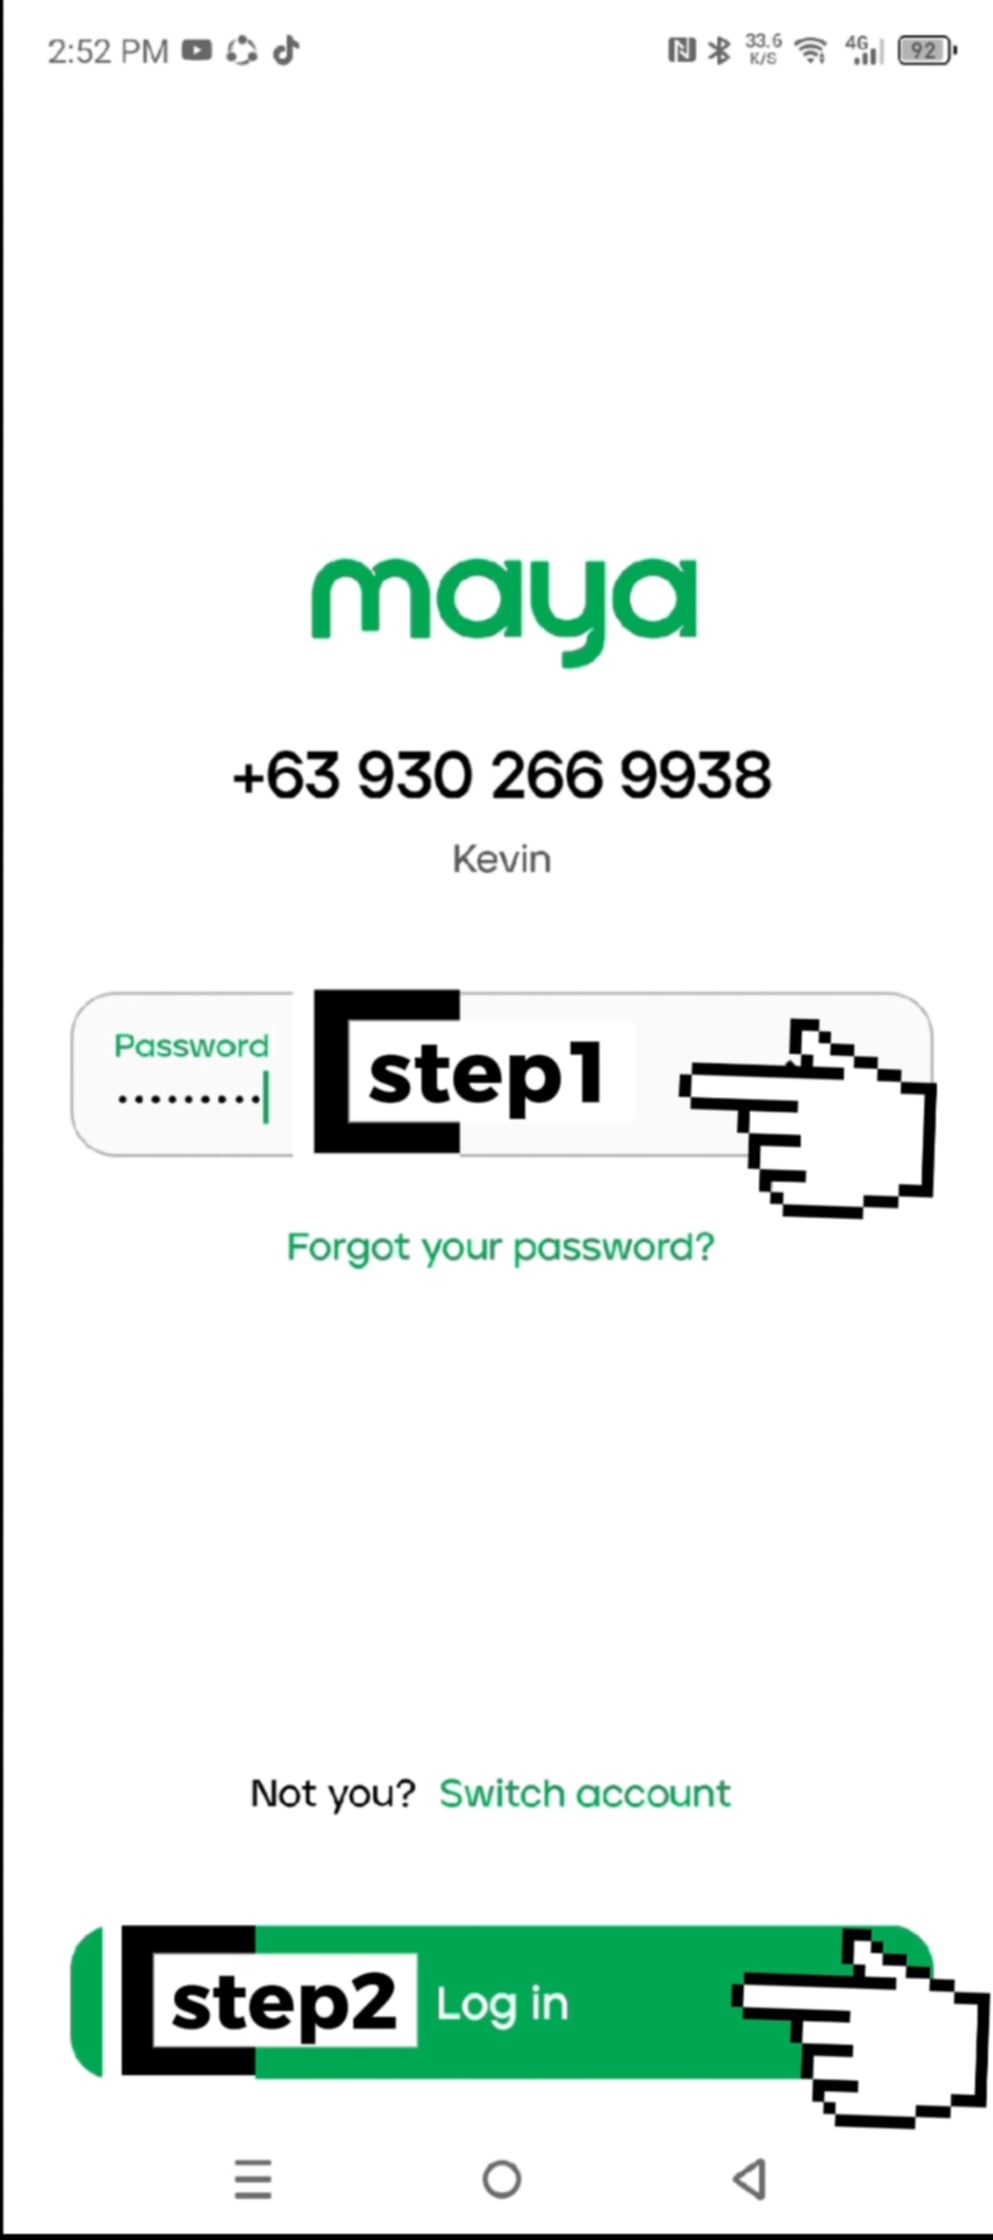 2:52 PM
33.6 K/S 4G 92
maya
+63 930 266 9938
Kevin
Password
step1
Forgot your password?
Not you? Switch account
step2 Log in